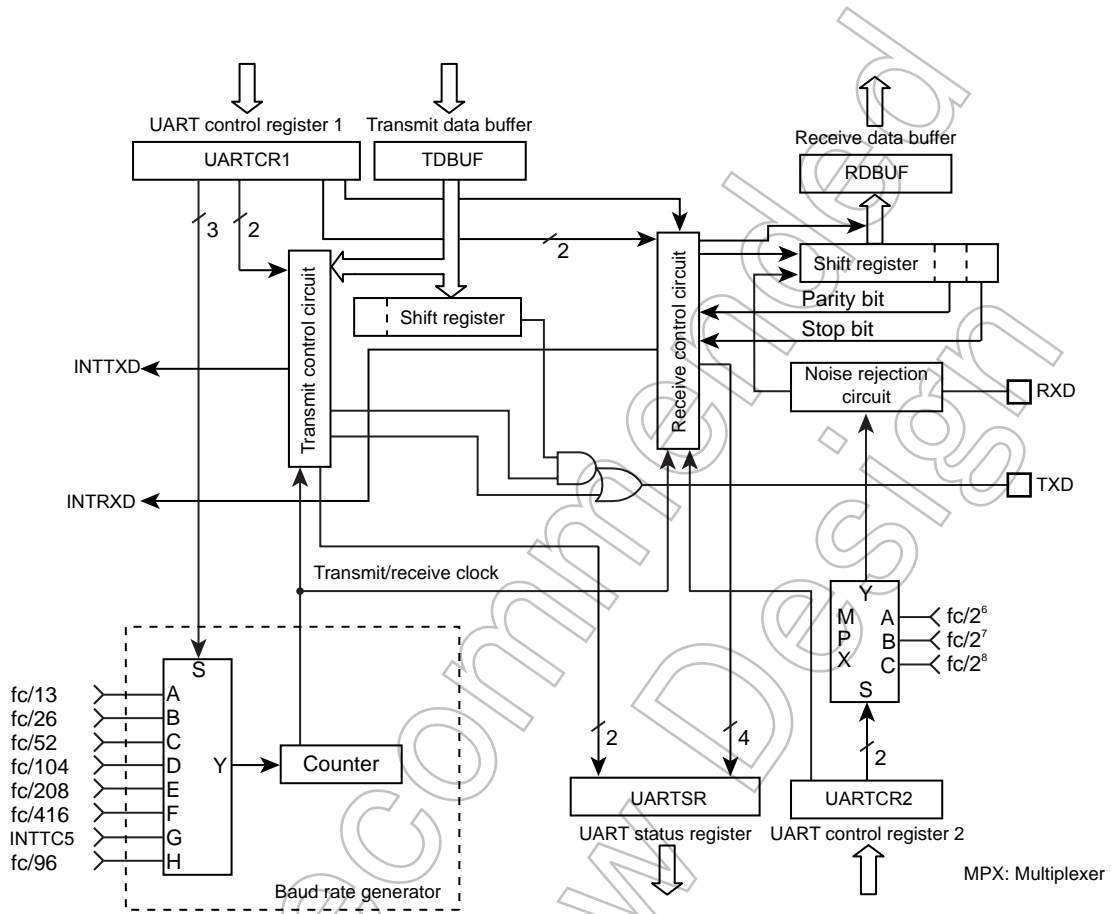 UART control register 1
Transmit data buffer
Receive data buffer
UARTCR1
TDBUF
RDBUF
3
2
2
Transmit control circuit
Shift register
Receive control circuit
Shift register
Parity bit
Stop bit
INTTXD
Noise rejection
circuit
RXD
INTRXD
TXD
Transmit/receive clock
S
fc/13
A
fc/26
B
fc/52
C
fc/104
D
fc/208
E
fc/416
F
INTTC5
G
fc/96
H
Y
Counter
Baud rate generator
Y
M
P
X
A
fc/2⁶
B
fc/2⁷
C
fc/2⁸
S
2
4
2
UARTSR
UARTCR2
UART status register
UART control register 2
MPX: Multiplexer